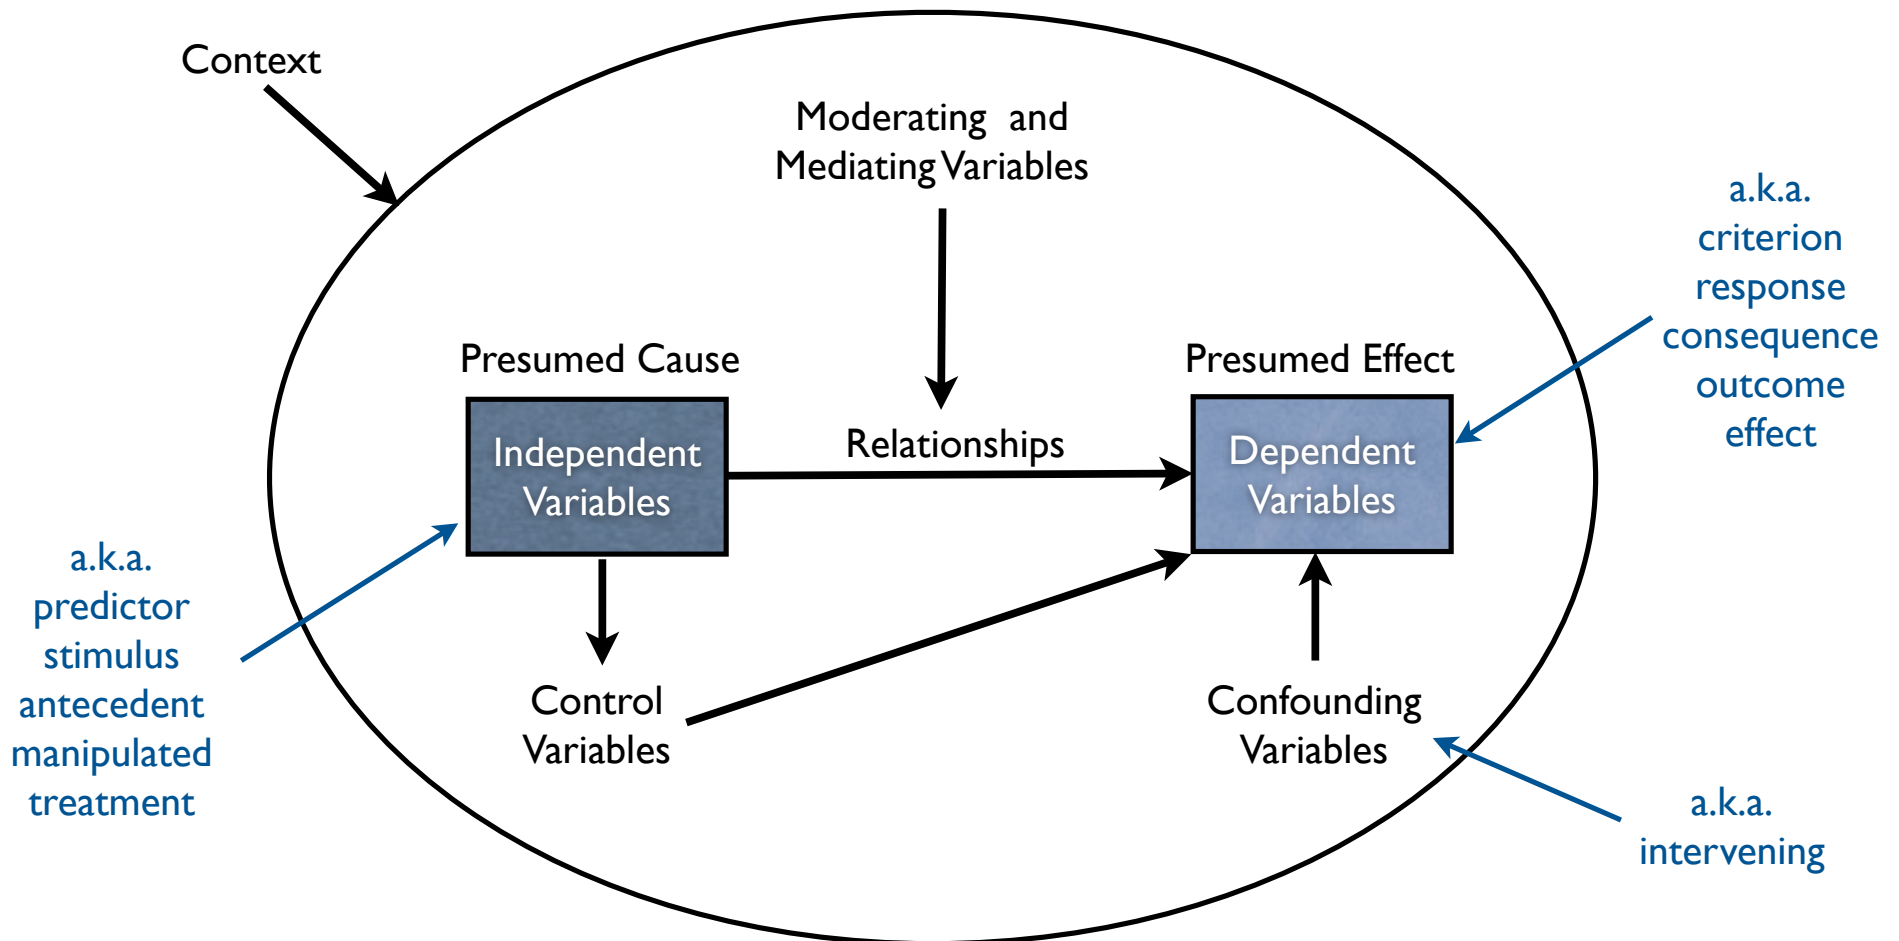 Context
Moderating and
Mediating Variables
a.k.a.
criterion
response
consequence
outcome
effect
Presumed Cause
Presumed Effect
Independent
Variables
Relationships
Dependent
Variables
a.k.a.
predictor
stimulus
antecedent
manipulated
treatment
Control
Variables
Confounding
Variables
a.k.a.
intervening